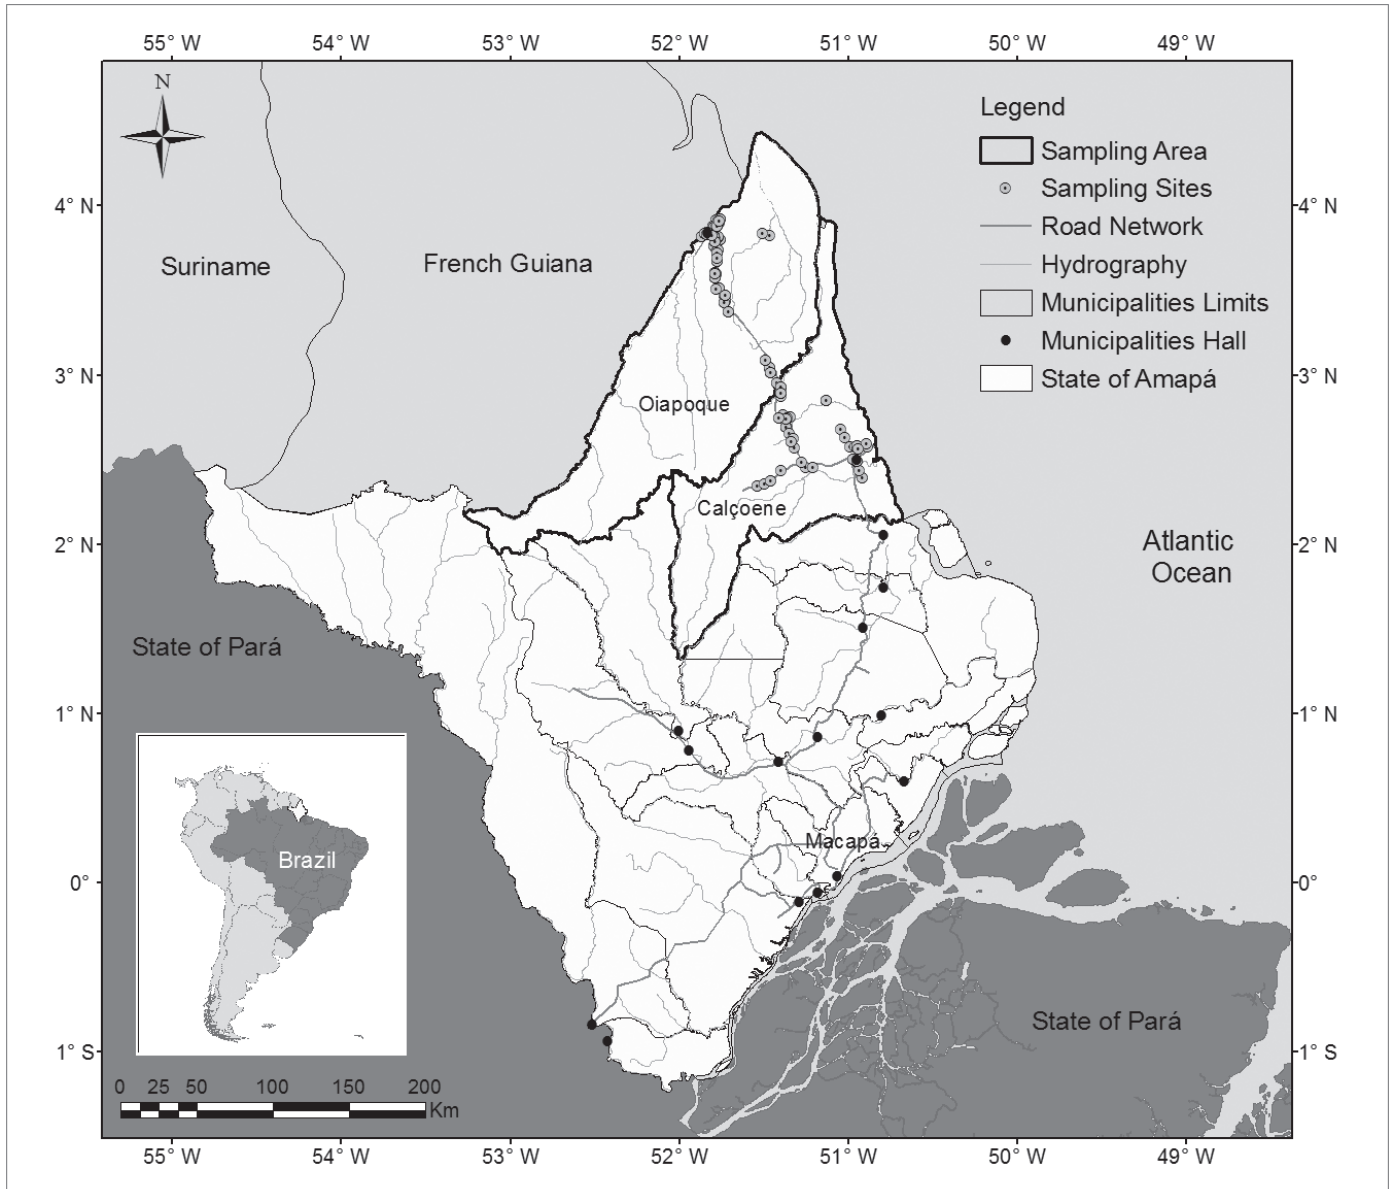 55° W 54° W 53° W 52° W 51° W 50° W 49° W
N
Legend
Sampling Area
Sampling Sites
Road Network
Hydrography
Municipalities Limits
Municipalities Hall
State of Amapá
4° N 4° N
Suriname
French Guiana
3° N 3° N
Oiapoque
Calçoene
2° N 2° N
Atlantic
Ocean
State of Pará
1° N 1° N
Brazil
Macapá
0° 0°
State of Pará
1° S 1° S
0 25 50 100 150 200
Km
55° W 54° W 53° W 52° W 51° W 50° W 49° W